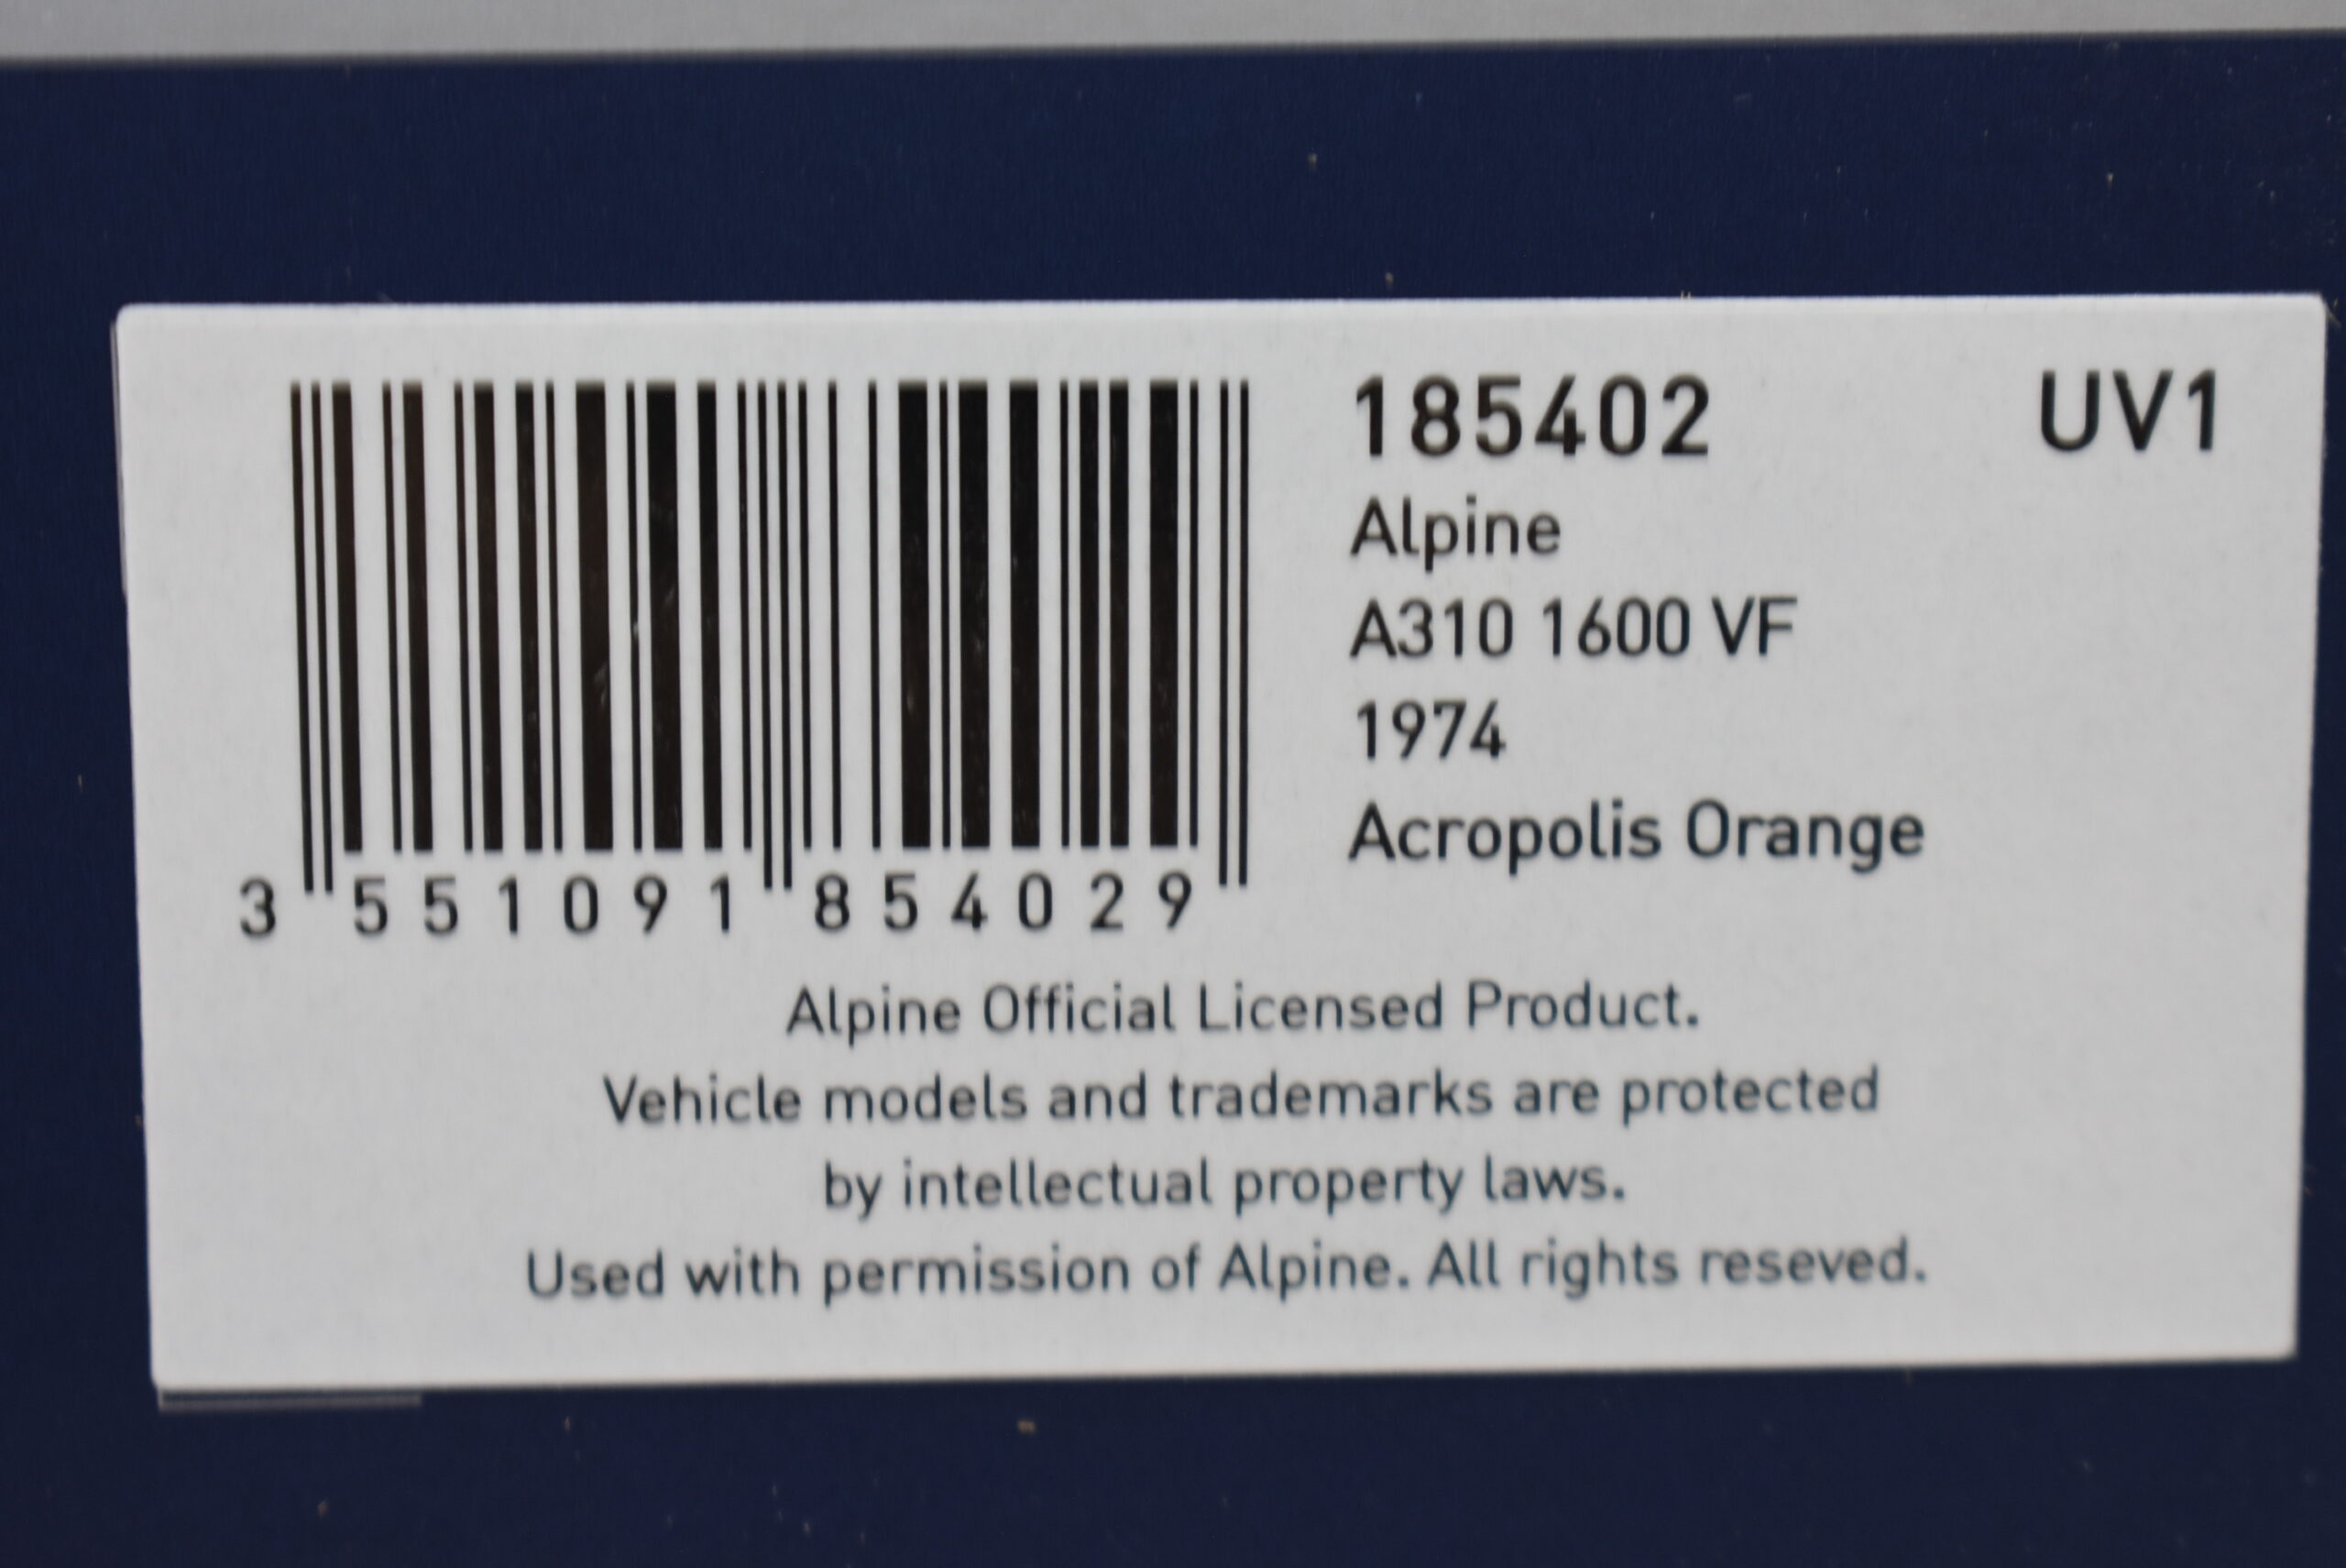 185402 UV1
Alpine
A310 1600 VF
1974
Acropolis Orange
3 551091 854029
Alpine Official Licensed Product.
Vehicle models and trademarks are protected
by intellectual property laws.
Used with permission of Alpine. All rights reseved.